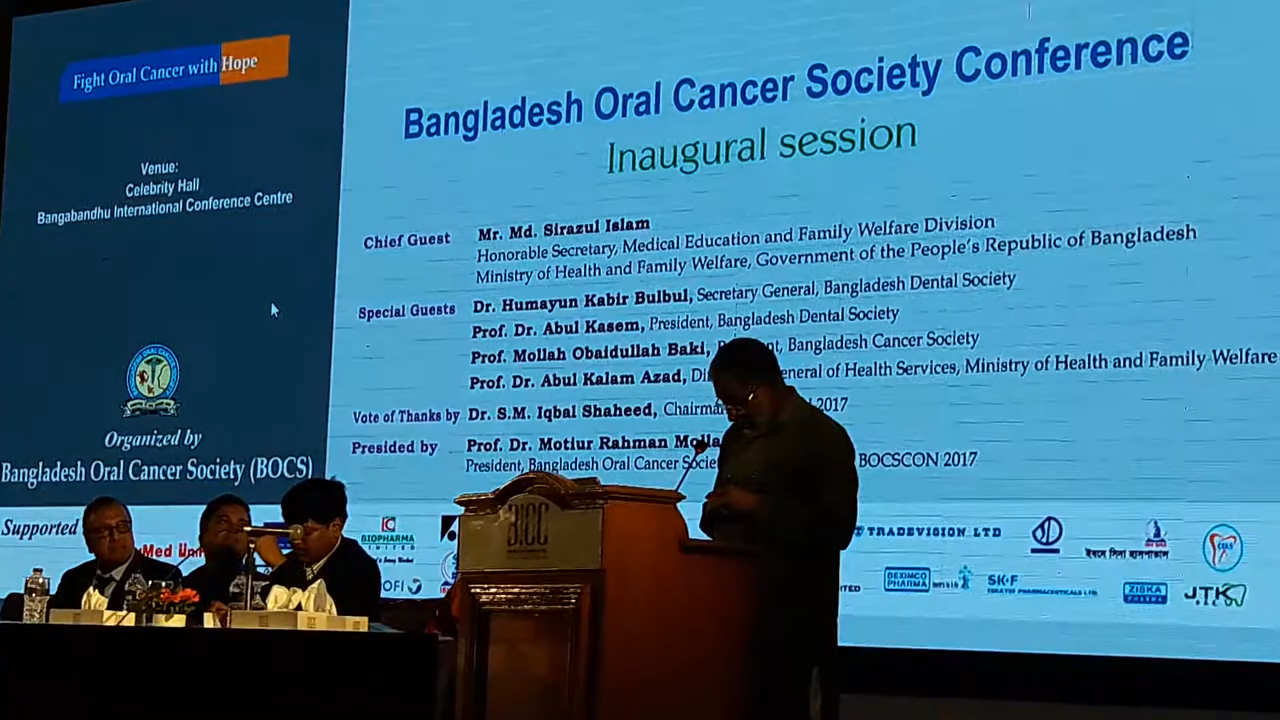 Fight Oral Cancer with Hope
Venue:
Celebrity Hall
Bangabandhu International Conference Centre
Organized by
Bangladesh Oral Cancer Society (BOCS)
Bangladesh Oral Cancer Society Conference
Inaugural session
Chief Guest Mr. Md. Sirazul Islam
Honorable Secretary, Medical Education and Family Welfare Division
Ministry of Health and Family Welfare, Government of the People's Republic of Bangladesh
Special Guests Dr. Humayun Kabir Bulbul, Secretary General, Bangladesh Dental Society
Prof. Dr. Abul Kasem, President, Bangladesh Dental Society
Prof. Mollah Obaidullah Baki, Bangladesh Cancer Society
Prof. Dr. Abul Kalam Azad, of Health Services, Ministry of Health and Family Welfare
Vote of Thanks by Dr. S.M. Iqbal Shaheed, 2017
Presided by Prof. Dr. Motiur Rahman
President, Bangladesh Oral Cancer BOCSCON 2017
Supported
BIOPHARMA
BICC
TRADEVISION LTD
ইবনে সিনা হাসপাতাল
BEXIMCO
PHARMA
SK+F
ESKAYEF PHARMACEUTICALS LTD.
ZISKA
PHARMA
JTK